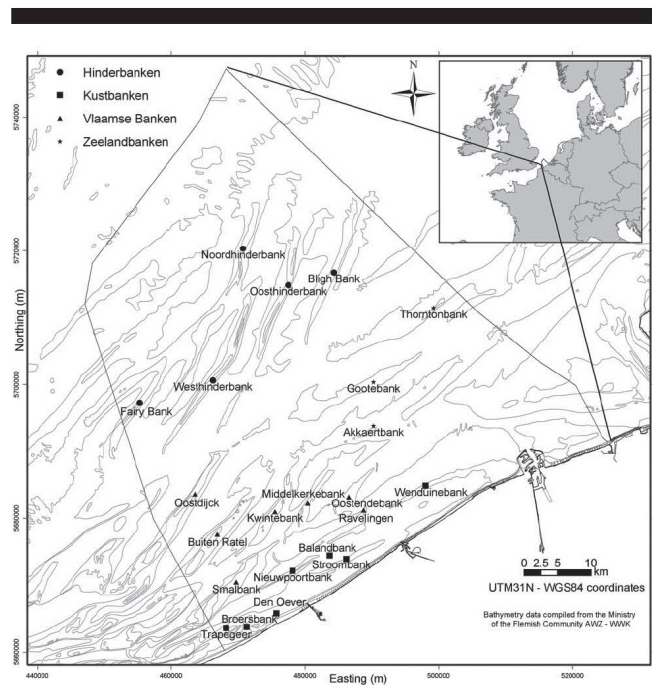 Hinderbanken
Kustbanken
Vlaamse Banken
Zeelandbanken
N
Noordhinderbank
Bligh Bank
Oosthinderbank
Thorntonbank
Westhinderbank
Gootebank
Fairy Bank
Akkaertbank
Oostdijck
Middelkerkebank
Wenduinebank
Oostendebank
Kwintebank
Ravelingen
Buiten Ratel
Balandbank
Stroombank
Nieuwpoortbank
Smalbank
Den Oever
Broersbank
Trapegeer
0 2.5 5 10
km
UTM31N - WGS84 coordinates
Bathymetry data compiled from the Ministry
of the Flemish Community AWZ - WWK
Northing (m)
5740000
5720000
5700000
5680000
5660000
440000 460000 480000 500000 520000
Easting (m)